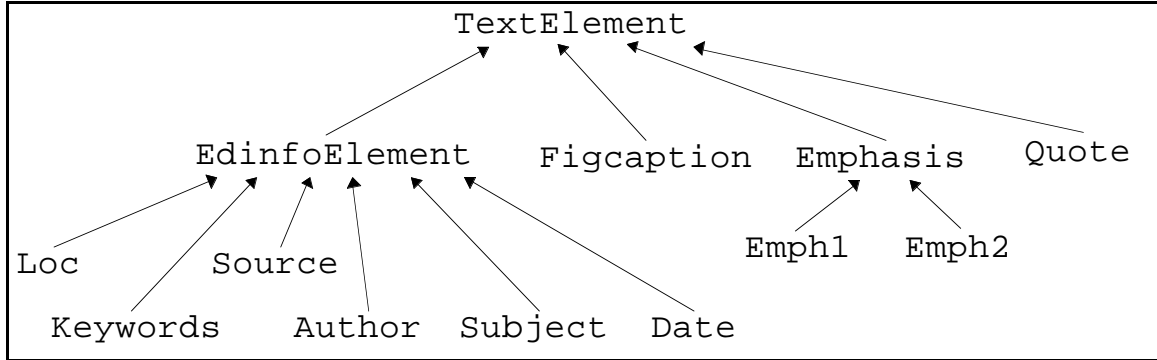 TextElement
EdinfoElement Figcaption Emphasis Quote
Loc Source Emph1 Emph2
Keywords Author Subject Date